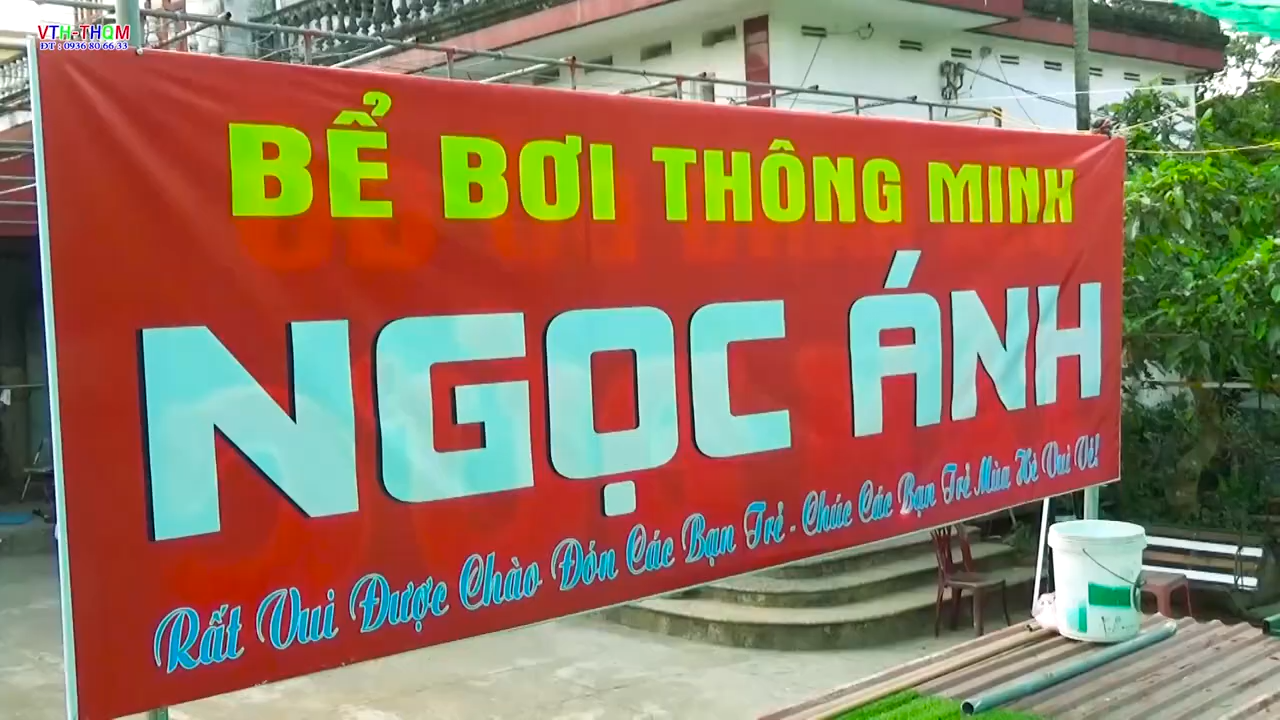 VTH-THQM
ĐT : 0936 80 66 33
BỂ BƠI THÔNG MINH
NGỌC ÁNH
Rất Vui Được Chào Đón Các Bạn Trẻ - Chúc Các Bạn Trẻ Mùa Hè Vui Vẻ!